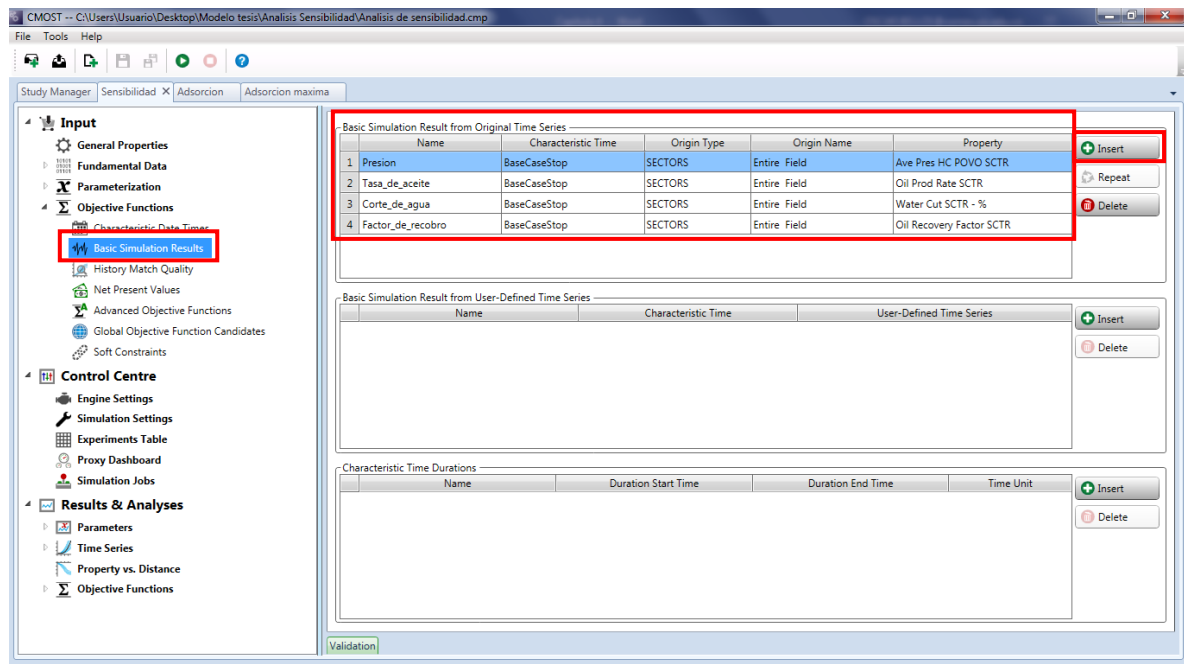 CMOST -- C:\Users\Usuario\Desktop\Modelo tesis\Analisis Sensibilidad\Analisis de sensibilidad.cmp
File Tools Help
Study Manager Sensibilidad Adsorcion Adsorcion maxima
Input
General Properties
Fundamental Data
Parameterization
Objective Functions
Characteristic Date Times
Basic Simulation Results
History Match Quality
Net Present Values
Advanced Objective Functions
Global Objective Function Candidates
Soft Constraints
Control Centre
Engine Settings
Simulation Settings
Experiments Table
Proxy Dashboard
Simulation Jobs
Results & Analyses
Parameters
Time Series
Property vs. Distance
Objective Functions
Basic Simulation Result from Original Time Series
Name Characteristic Time Origin Type Origin Name Property
1 Presion BaseCaseStop SECTORS Entire Field Ave Pres HC POVO SCTR
2 Tasa_de_aceite BaseCaseStop SECTORS Entire Field Oil Prod Rate SCTR
3 Corte_de_agua BaseCaseStop SECTORS Entire Field Water Cut SCTR - %
4 Factor_de_recobro BaseCaseStop SECTORS Entire Field Oil Recovery Factor SCTR
Insert
Repeat
Delete
Basic Simulation Result from User-Defined Time Series
Name Characteristic Time User-Defined Time Series
Insert
Delete
Characteristic Time Durations
Name Duration Start Time Duration End Time Time Unit
Insert
Delete
Validation